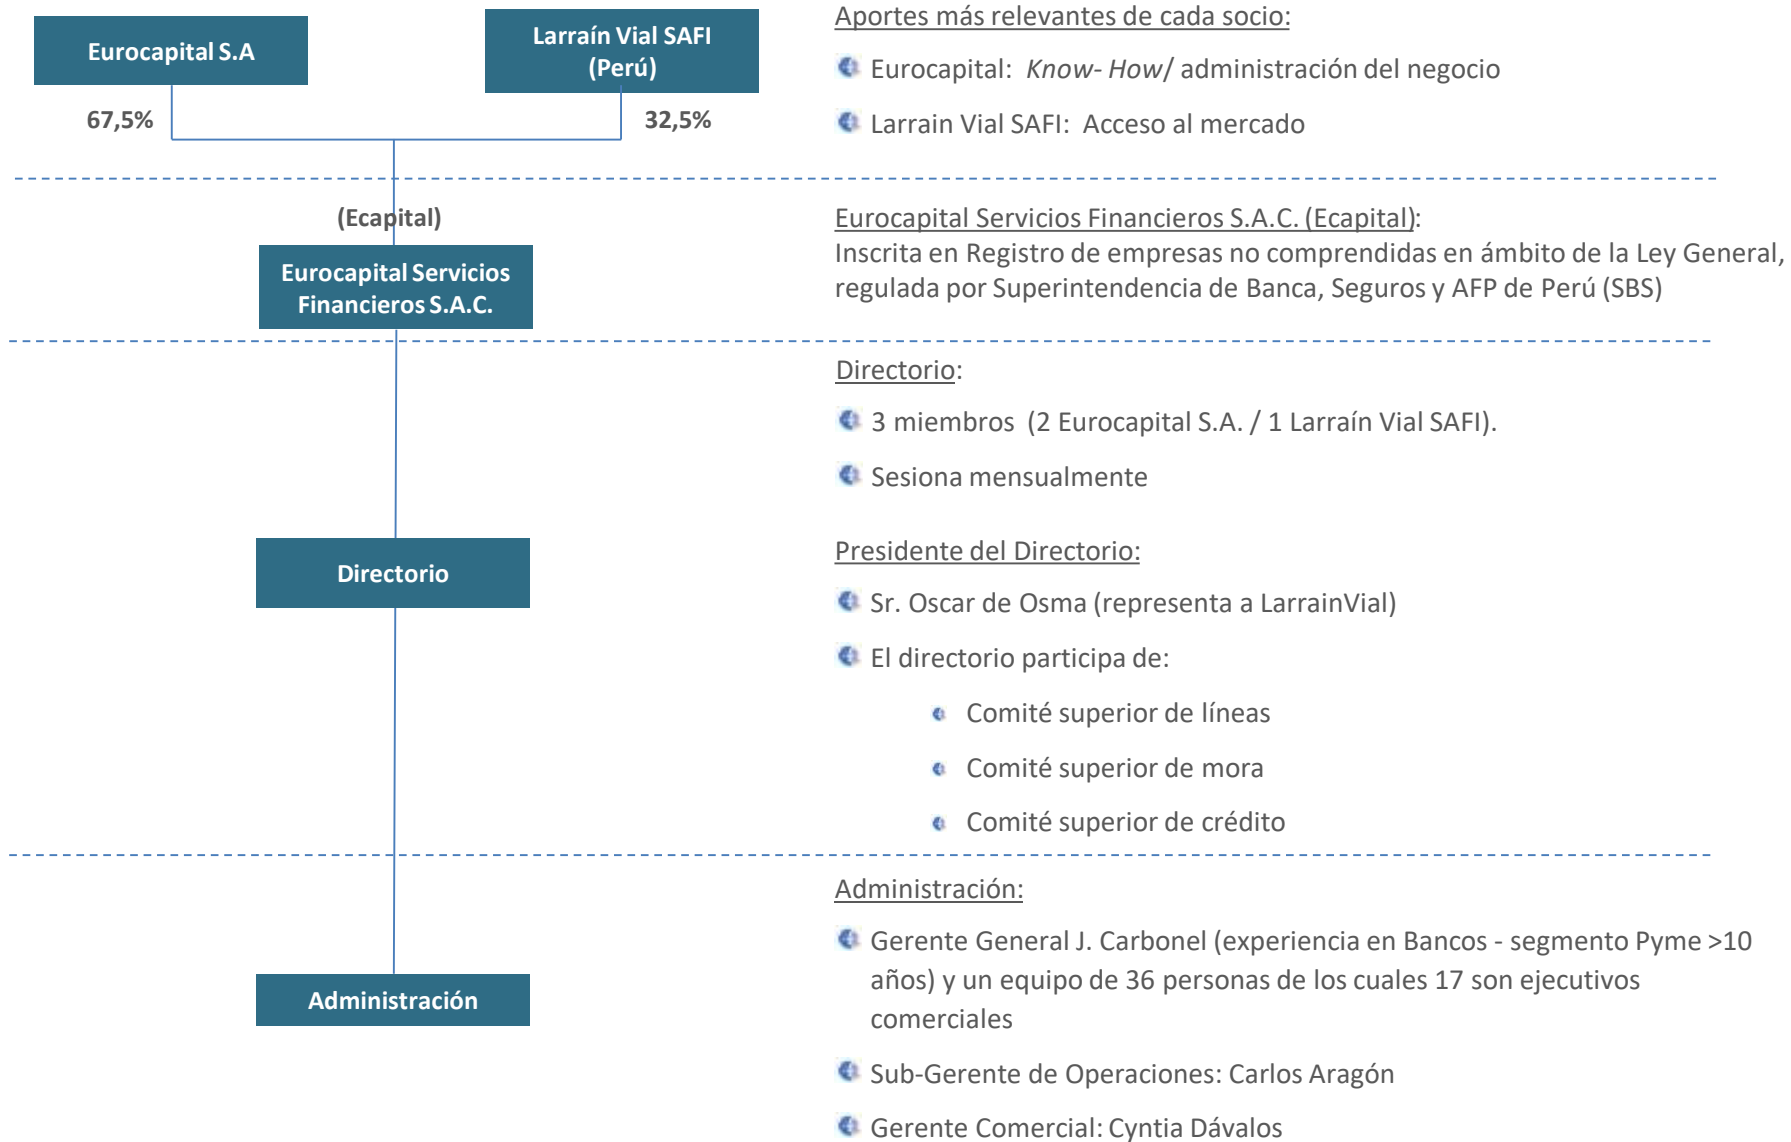 Eurocapital S.A
Larraín Vial SAFI
(Perú)
67,5%
32,5%
Aportes más relevantes de cada socio:
Eurocapital: Know- How/ administración del negocio
Larrain Vial SAFI: Acceso al mercado
(Ecapital)
Eurocapital Servicios
Financieros S.A.C.
Eurocapital Servicios Financieros S.A.C. (Ecapital):
Inscrita en Registro de empresas no comprendidas en ámbito de la Ley General,
regulada por Superintendencia de Banca, Seguros y AFP de Perú (SBS)
Directorio
Directorio:
3 miembros (2 Eurocapital S.A. / 1 Larraín Vial SAFI).
Sesiona mensualmente
Presidente del Directorio:
Sr. Oscar de Osma (representa a LarrainVial)
El directorio participa de:
Comité superior de líneas
Comité superior de mora
Comité superior de crédito
Administración
Administración:
Gerente General J. Carbonel (experiencia en Bancos - segmento Pyme >10
años) y un equipo de 36 personas de los cuales 17 son ejecutivos
comerciales
Sub-Gerente de Operaciones: Carlos Aragón
Gerente Comercial: Cyntia Dávalos